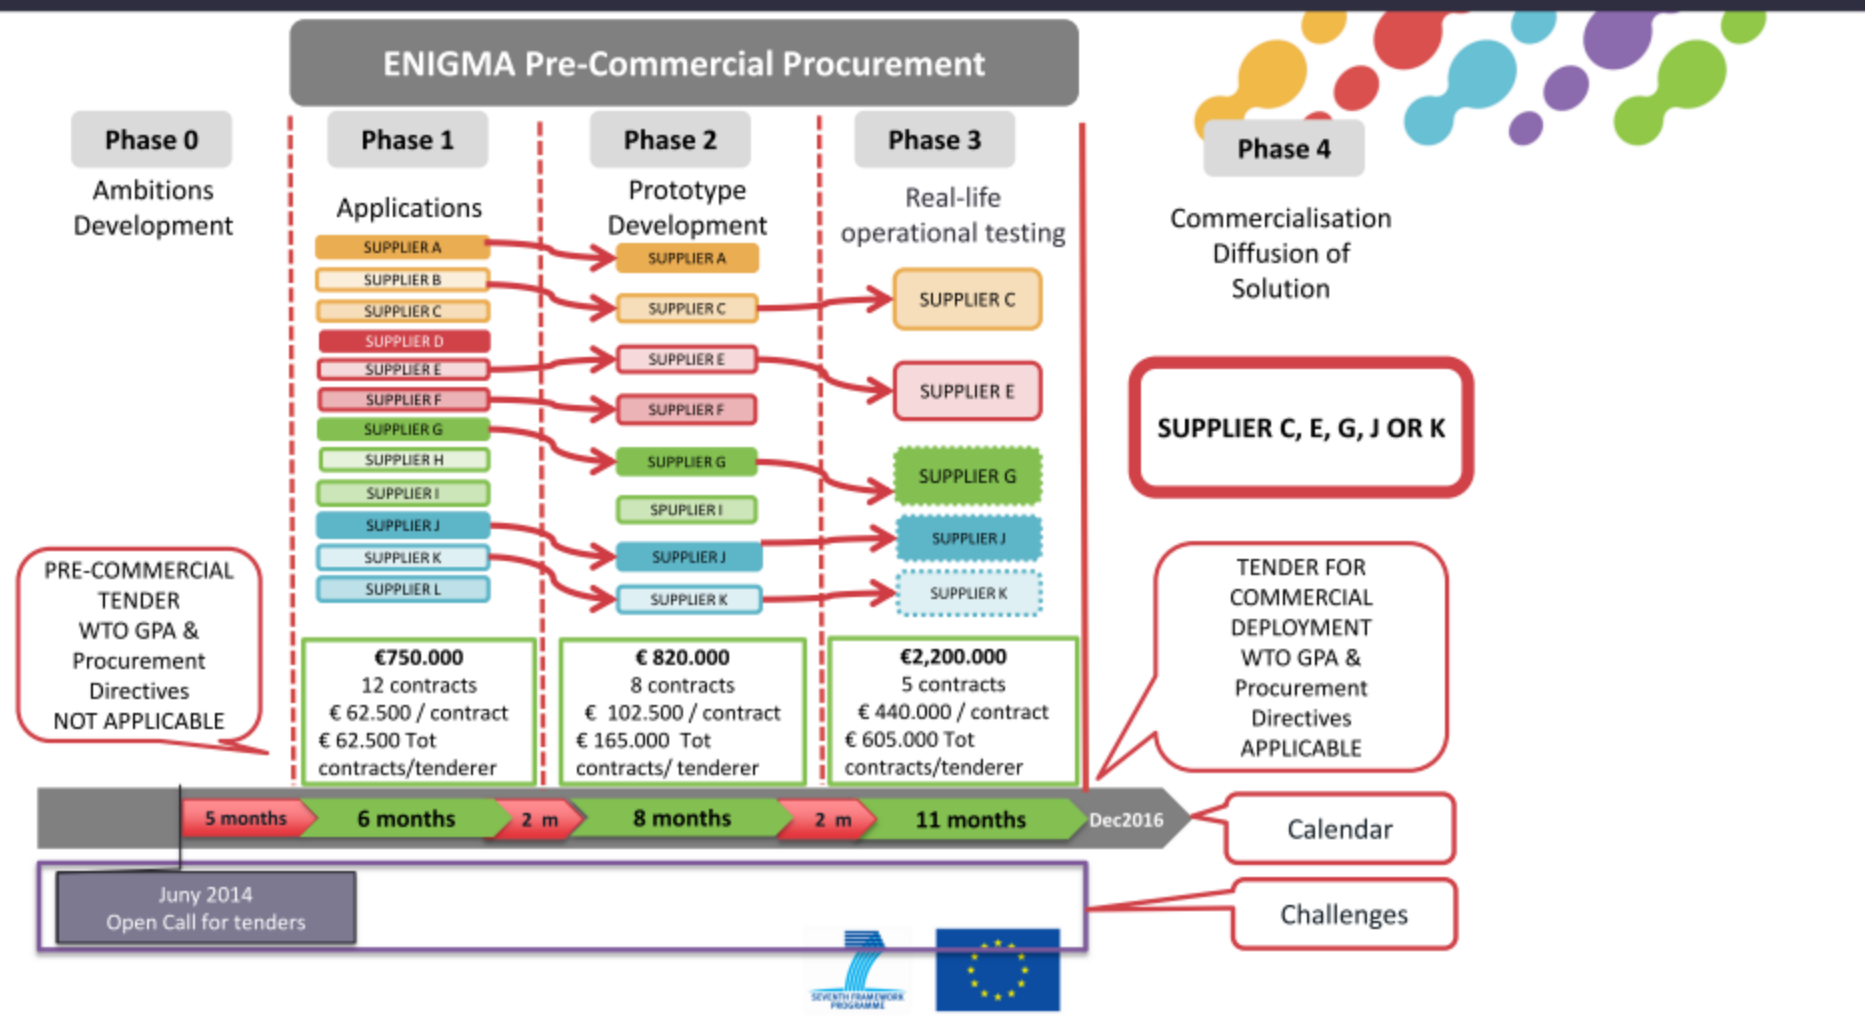 ENIGMA Pre-Commercial Procurement
Phase 0
Ambitions
Development
Phase 1
Applications
SUPPLIER A
SUPPLIER B
SUPPLIER C
SUPPLIER D
SUPPLIER E
SUPPLIER F
SUPPLIER G
SUPPLIER H
SUPPLIER I
SUPPLIER J
SUPPLIER K
SUPPLIER L
Phase 2
Prototype
Development
SUPPLIER A
SUPPLIER C
SUPPLIER E
SUPPLIER F
SUPPLIER G
SPUPLIER I
SUPPLIER J
SUPPLIER K
Phase 3
Real-life
operational testing
SUPPLIER C
SUPPLIER E
SUPPLIER G
SUPPLIER J
SUPPLIER K
Phase 4
Commercialisation
Diffusion of
Solution
SUPPLIER C, E, G, J OR K
PRE-COMMERCIAL
TENDER
WTO GPA &
Procurement
Directives
NOT APPLICABLE
€750.000
12 contracts
€ 62.500 / contract
€ 62.500 Tot
contracts/tenderer
€ 820.000
8 contracts
€ 102.500 / contract
€ 165.000 Tot
contracts/ tenderer
€2,200.000
5 contracts
€ 440.000 / contract
€ 605.000 Tot
contracts/tenderer
TENDER FOR
COMMERCIAL
DEPLOYMENT
WTO GPA &
Procurement
Directives
APPLICABLE
5 months
6 months
2 m
8 months
2 m
11 months
Dec2016
Calendar
Juny 2014
Open Call for tenders
Challenges
SEVENTH FRAMEWORK
PROGRAMME